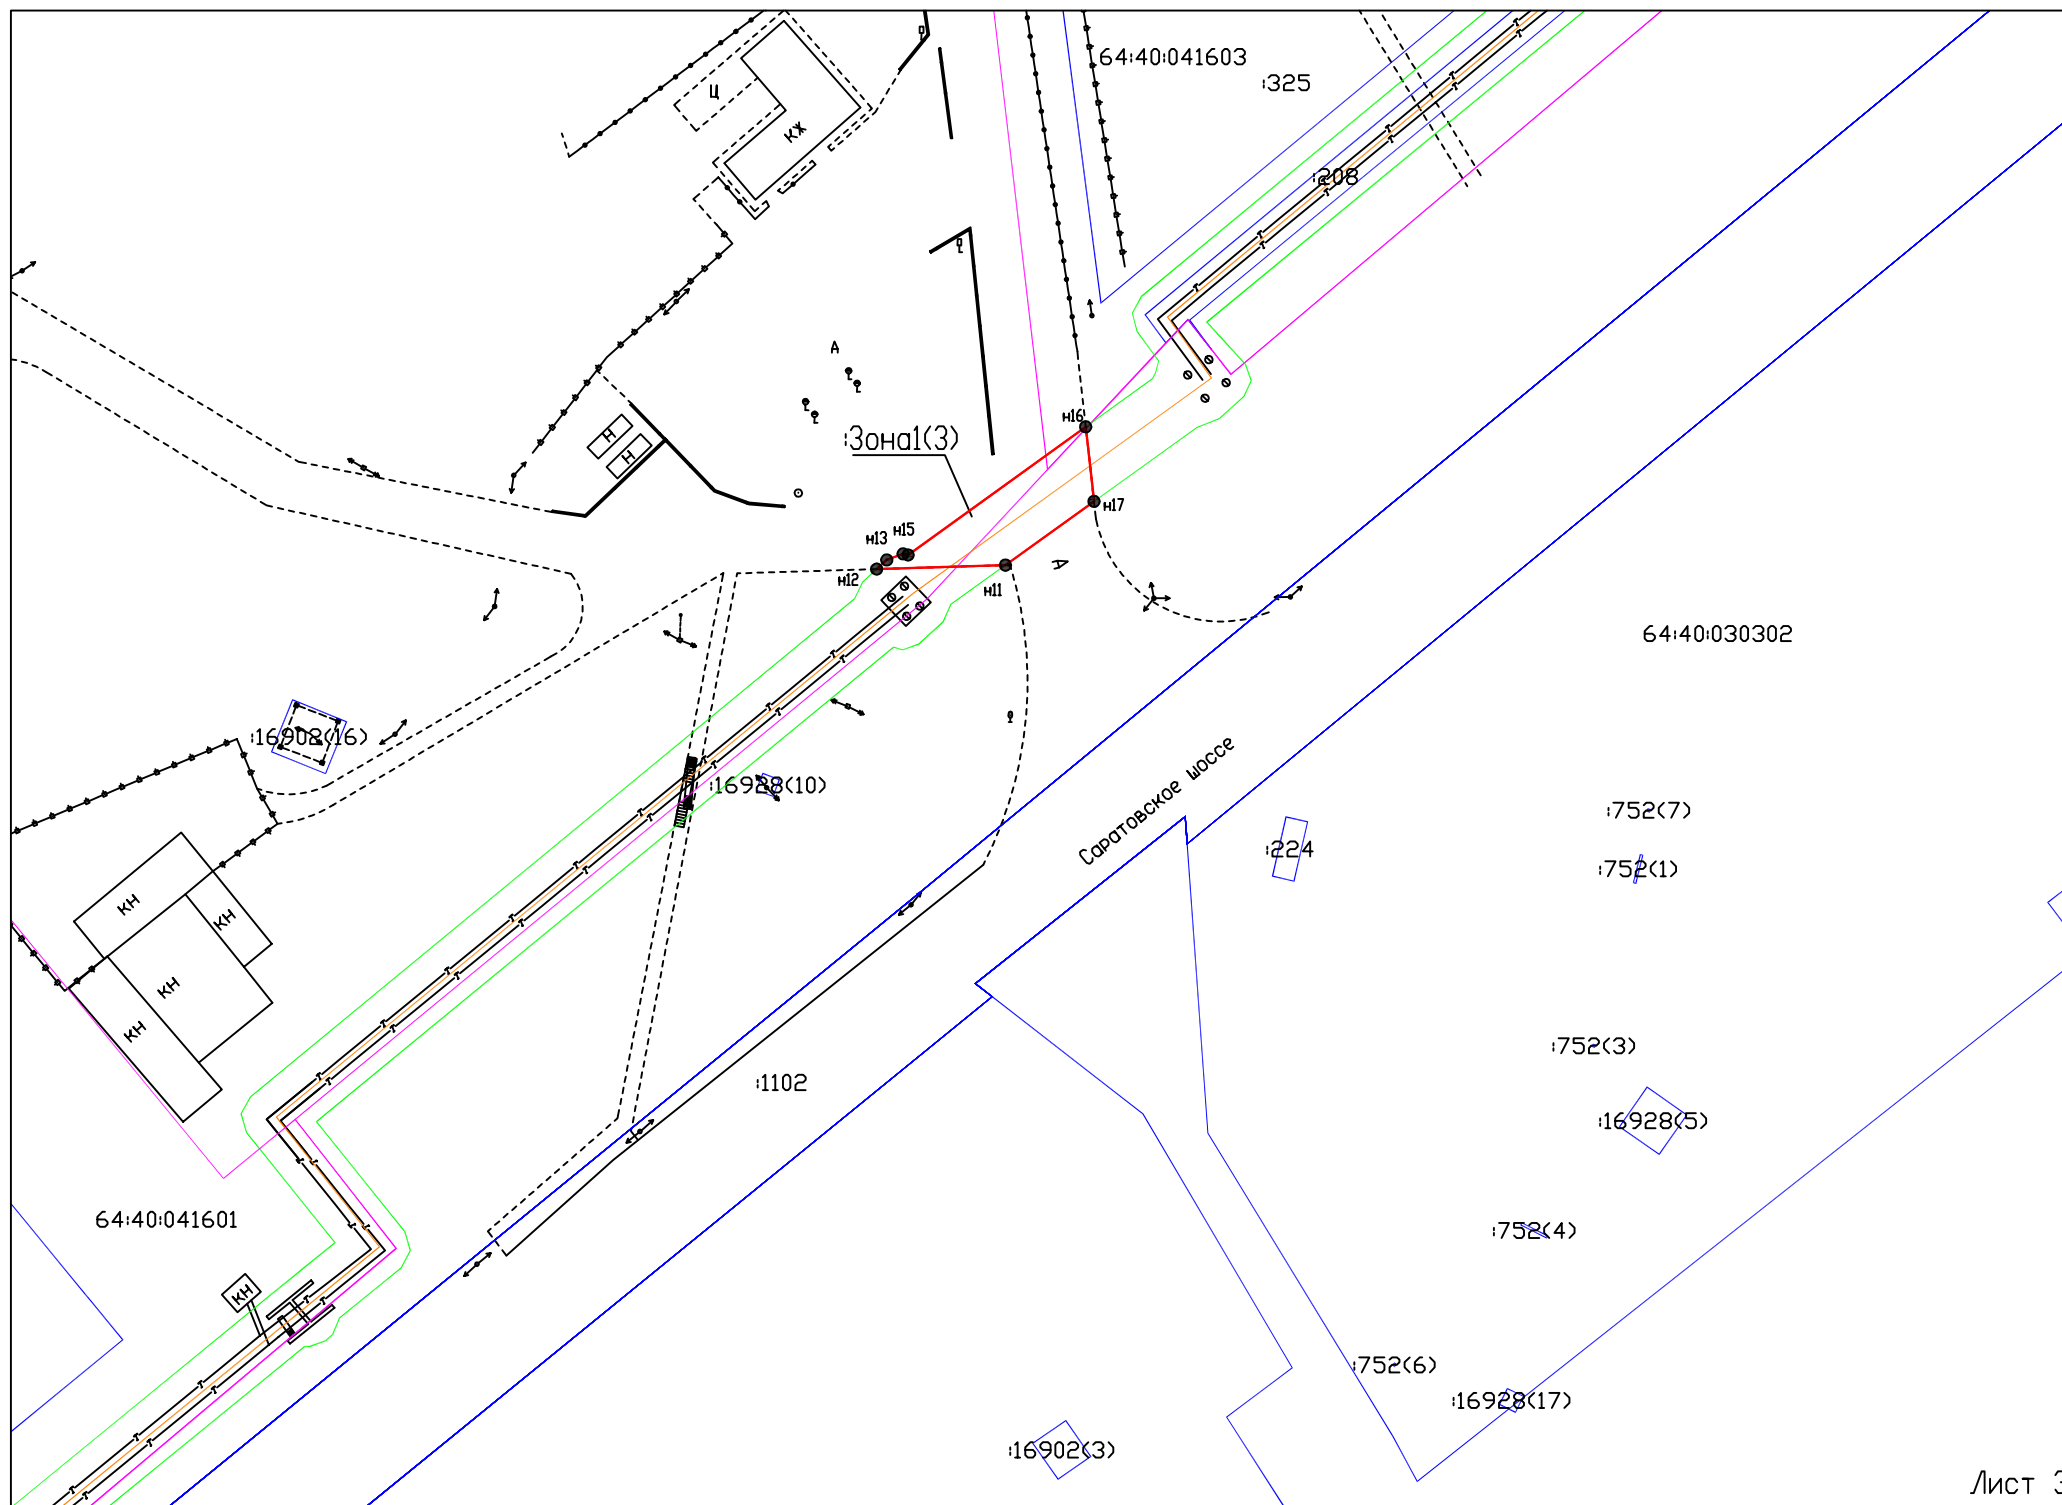 64:40:041603
:325
Ц
КЖ
:208
А
н16
:Зона1(3)
Н
Н
н17
н15
н13
н12
н11
А
64:40:030302
:16902(16)
Саратовское шоссе
:16928(10)
:752(7)
:224
:752(1)
КН
КН
КН
КН
:752(3)
:1102
:16928(5)
64:40:041601
:752(4)
КН
:752(6)
:16928(17)
:16902(3)
Лист 3